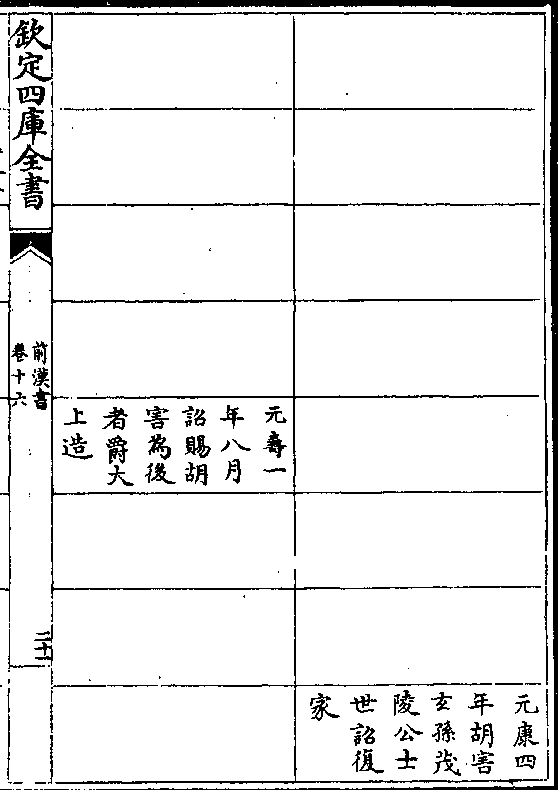 元康四
年胡害
玄孫茂
陵公士
世詔復
家
元壽一
年八月
詔賜胡
害為後
者爵大
上造
欽定四庫全書
前漢書
卷十六
二十一